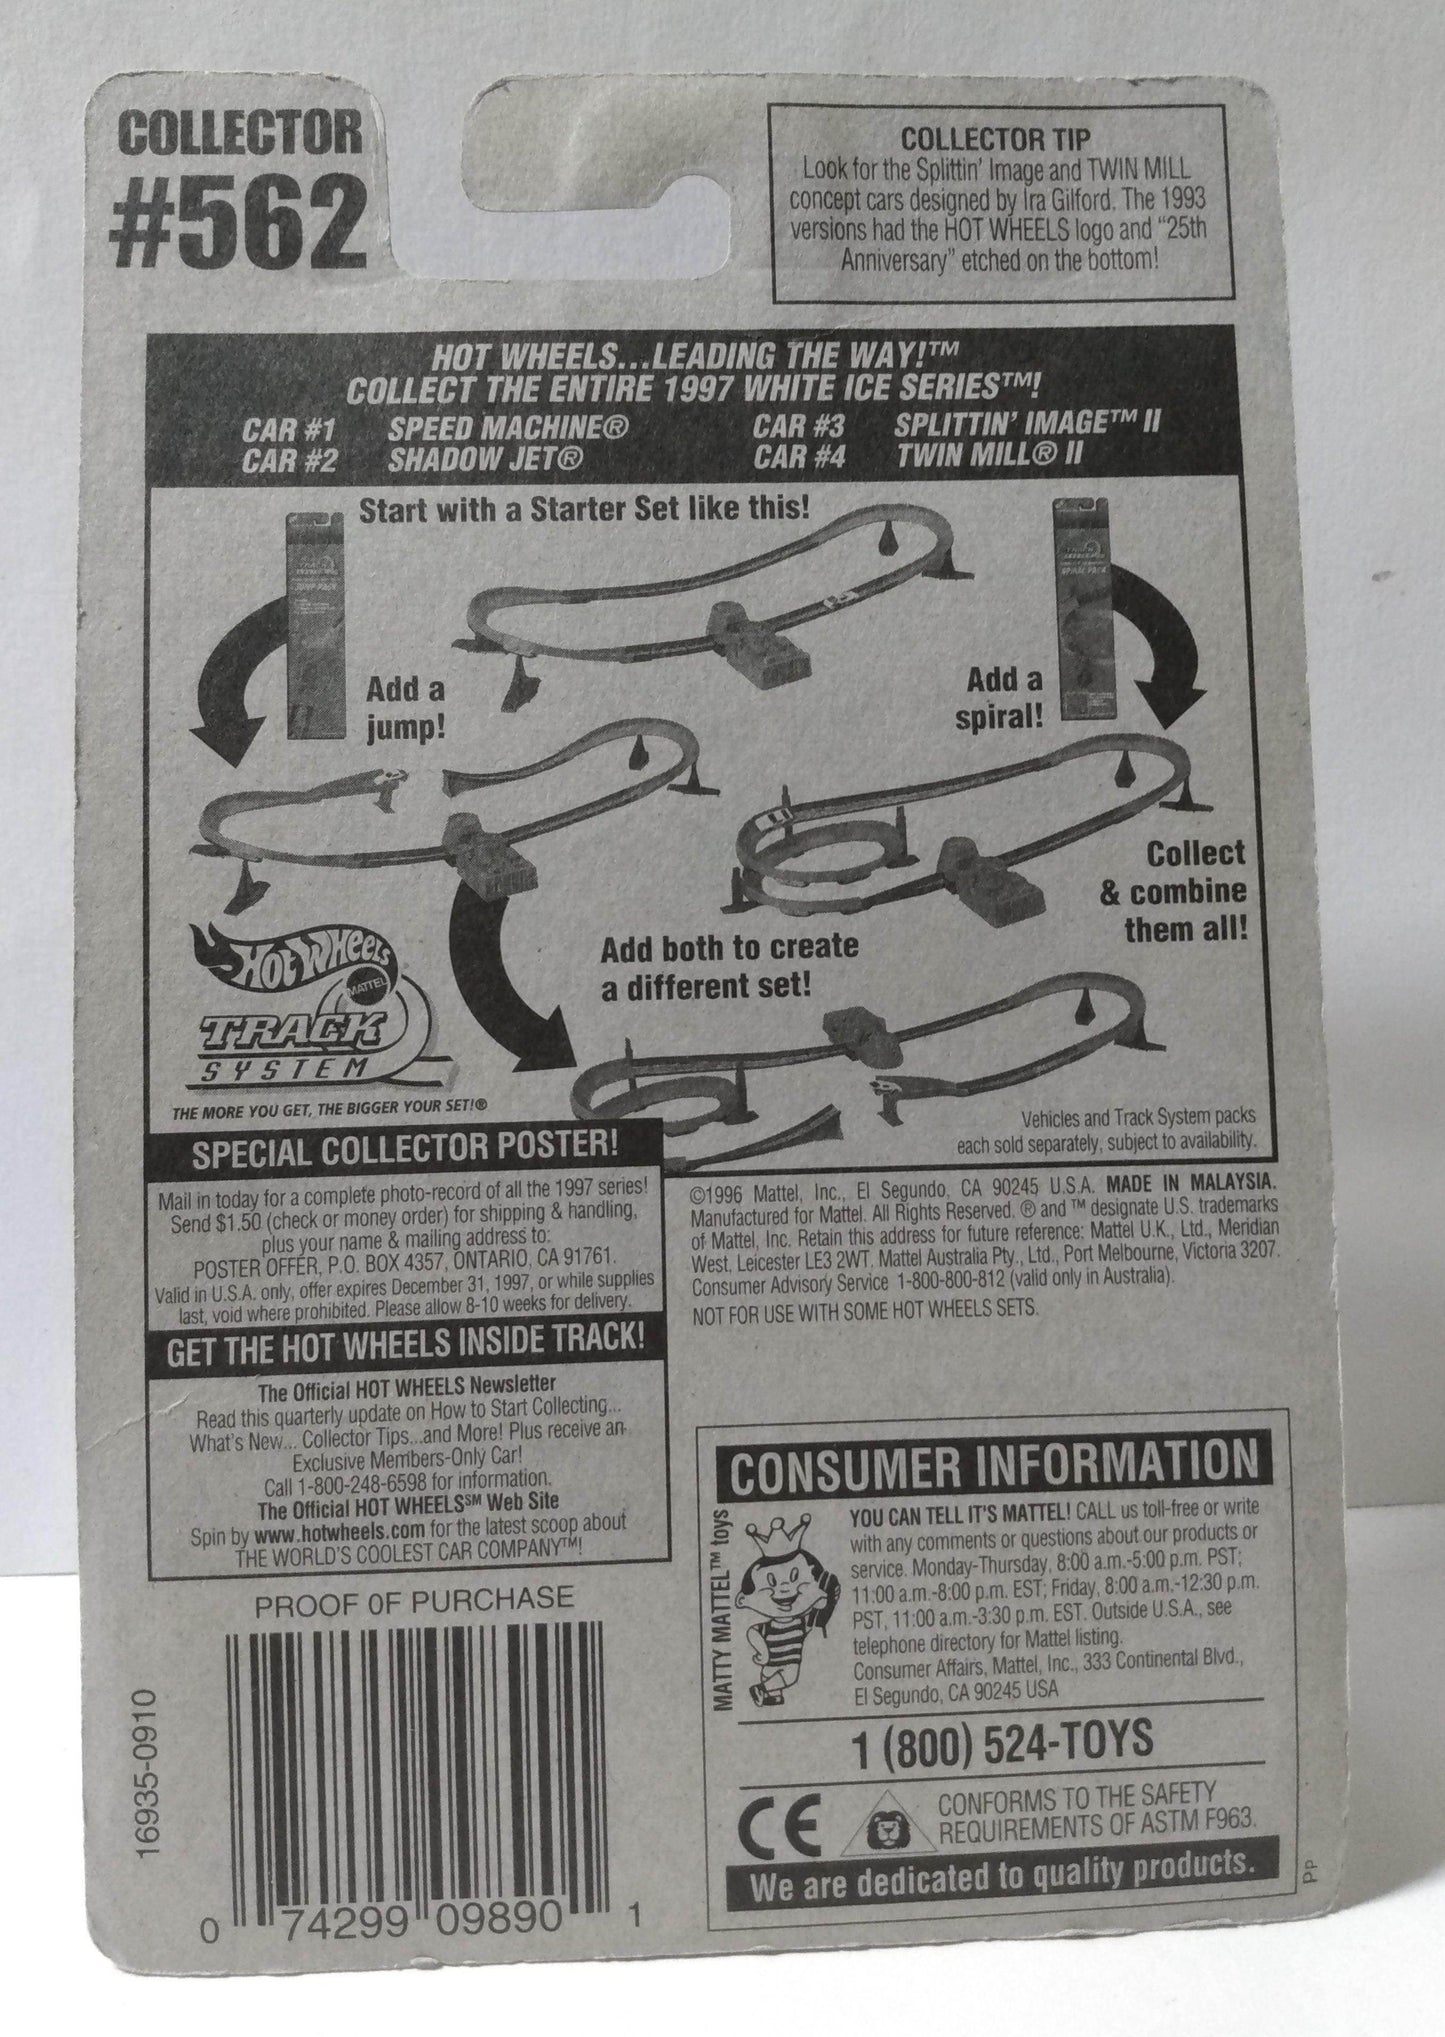 COLLECTOR
#562
COLLECTOR TIP
Look for the Splittin' Image and TWIN MILL
concept cars designed by Ira Gilford. The 1993
versions had the HOT WHEELS logo and "25th
Anniversary" etched on the bottom!
HOT WHEELS...LEADING THE WAY!™
COLLECT THE ENTIRE 1997 WHITE ICE SERIES™!
CAR #1 SPEED MACHINE® CAR #3 SPLITTIN' IMAGE™ II
CAR #2 SHADOW JET® CAR #4 TWIN MILL® II
Start with a Starter Set like this!
Add a
jump!
Add a
spiral!
Collect
& combine
them all!
Add both to create
a different set!
Hot Wheels
MATTEL
TRACK
SYSTEM
THE MORE YOU GET, THE BIGGER YOUR SET!®
Vehicles and Track System packs
each sold separately, subject to availability.
SPECIAL COLLECTOR POSTER!
Mail in today for a complete photo-record of all the 1997 series!
Send $1.50 (check or money order) for shipping & handling,
plus your name & mailing address to:
POSTER OFFER, P.O. BOX 4357, ONTARIO, CA 91761.
Valid in U.S.A. only, offer expires December 31, 1997, or while supplies
last, void where prohibited. Please allow 8-10 weeks for delivery.
GET THE HOT WHEELS INSIDE TRACK!
The Official HOT WHEELS Newsletter
Read this quarterly update on How to Start Collecting...
What's New... Collector Tips...and More! Plus receive an
Exclusive Members-Only Car!
Call 1-800-248-6598 for information.
The Official HOT WHEELS℠ Web Site
Spin by www.hotwheels.com for the latest scoop about
THE WORLD'S COOLEST CAR COMPANY™!
©1996 Mattel, Inc., El Segundo, CA 90245 U.S.A. MADE IN MALAYSIA.
Manufactured for Mattel. All Rights Reserved. ® and ™ designate U.S. trademarks
of Mattel, Inc. Retain this address for future reference: Mattel U.K., Ltd., Meridian
West, Leicester LE3 2WT. Mattel Australia Pty., Ltd., Port Melbourne, Victoria 3207.
Consumer Advisory Service 1-800-800-812 (valid only in Australia).
NOT FOR USE WITH SOME HOT WHEELS SETS.
PROOF OF PURCHASE
16935-0910
0 74299 09890 1
CONSUMER INFORMATION
MATTY MATTEL™ toys
YOU CAN TELL IT'S MATTEL! CALL us toll-free or write
with any comments or questions about our products or
service. Monday-Thursday, 8:00 a.m.-5:00 p.m. PST;
11:00 a.m.-8:00 p.m. EST; Friday, 8:00 a.m.-12:30 p.m.
PST, 11:00 a.m.-3:30 p.m. EST. Outside U.S.A., see
telephone directory for Mattel listing.
Consumer Affairs, Mattel, Inc., 333 Continental Blvd.,
El Segundo, CA 90245 USA
1 (800) 524-TOYS
CE
CONFORMS TO THE SAFETY
REQUIREMENTS OF ASTM F963.
We are dedicated to quality products.
PP